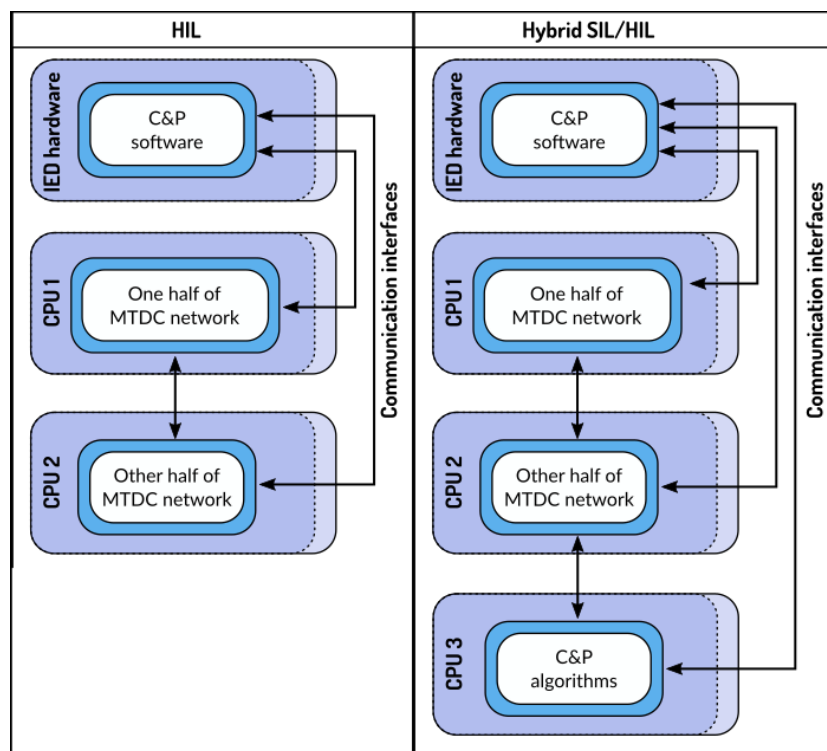 HIL
IED hardware
C&P
software
CPU 1
One half of
MTDC network
CPU 2
Other half of
MTDC network
Communication interfaces
Hybrid SIL/HIL
IED hardware
C&P
software
CPU 1
One half of
MTDC network
CPU 2
Other half of
MTDC network
CPU 3
C&P
algorithms
Communication interfaces